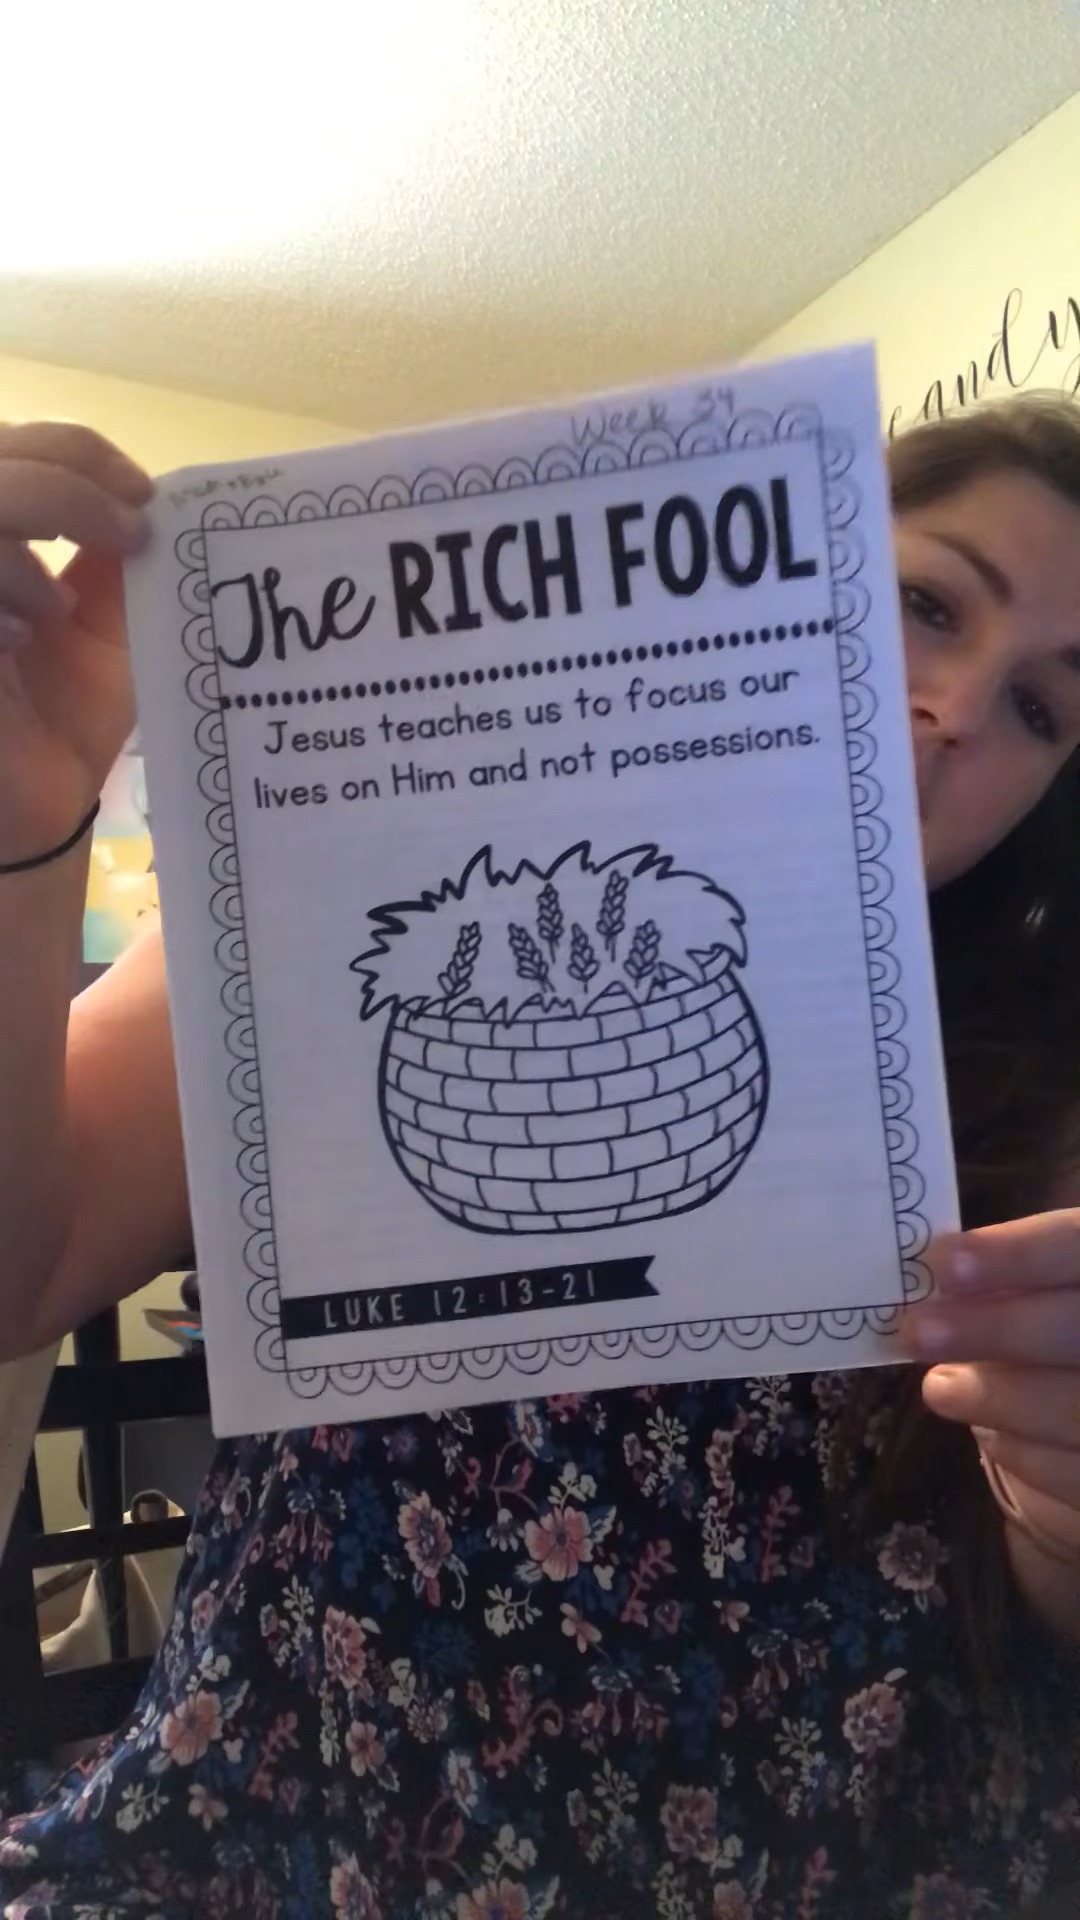 candy
Week 34
The RICH FOOL
Jesus teaches us to focus our
lives on Him and not possessions.
LUKE 12:13-21